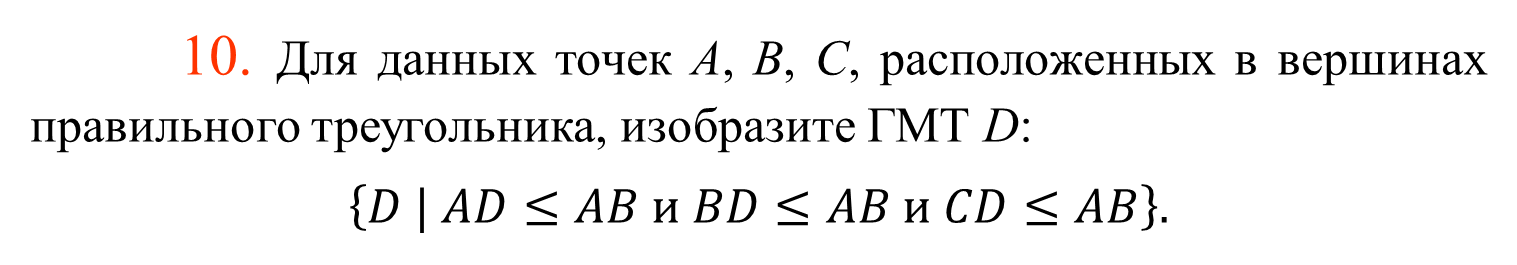 10. Для данных точек A, B, C, расположенных в вершинах
правильного треугольника, изобразите ГМТ D:
{D | AD ≤ AB и BD ≤ AB и CD ≤ AB}.